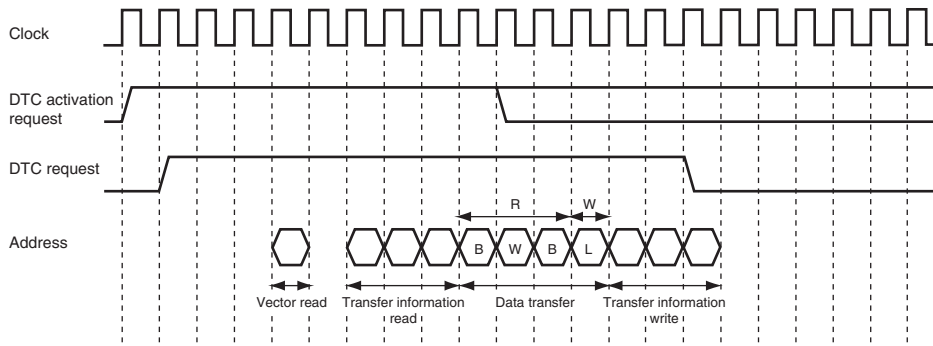 Clock
DTC activation
request
DTC request
R
W
Address
B
W
B
L
Vector read
Transfer information
read
Data transfer
Transfer information
write